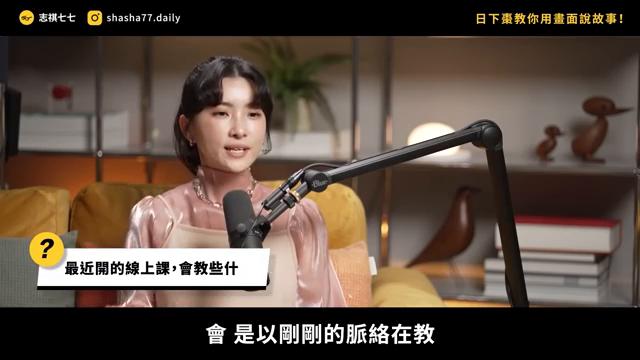 志祺七七 shasha77.daily
日下棗教你用畫面說故事！
?
最近開的線上課，會教些什
會 是以剛剛的脈絡在教